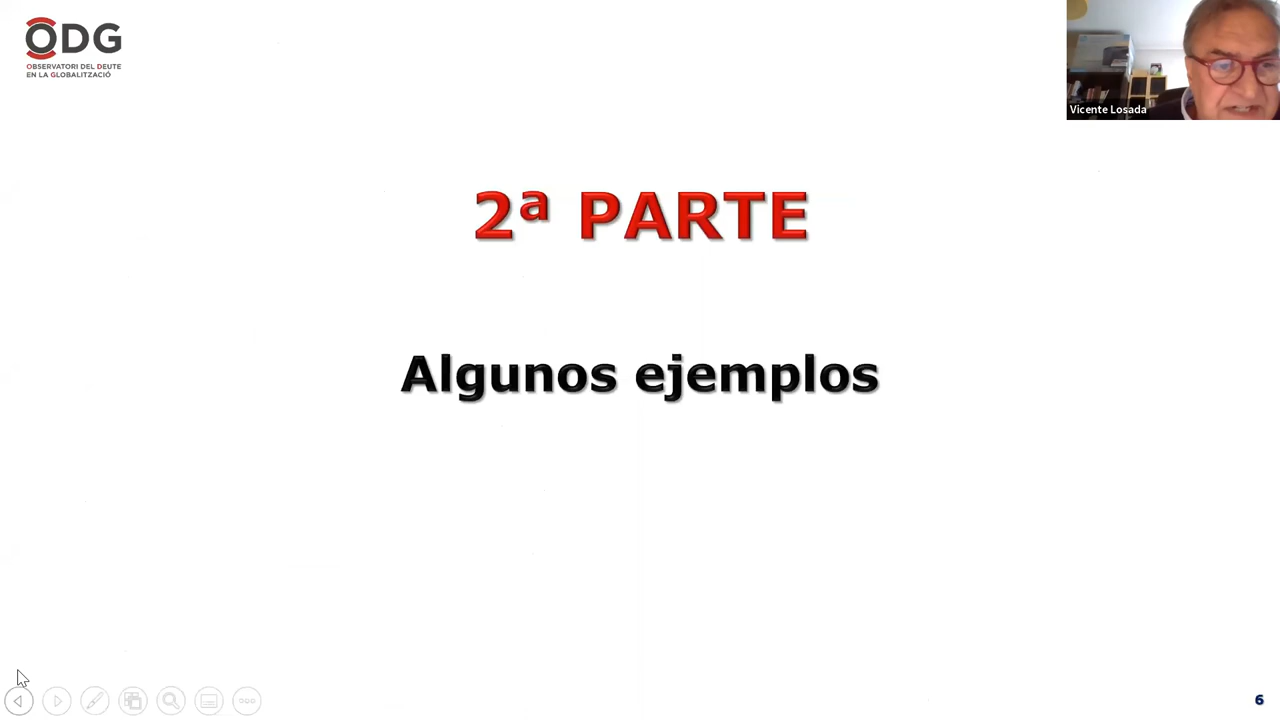 ODG
OBSERVATORI DEL DEUTE
EN LA GLOBALITZACIÓ
Vicente Losada
2ª PARTE
Algunos ejemplos
6